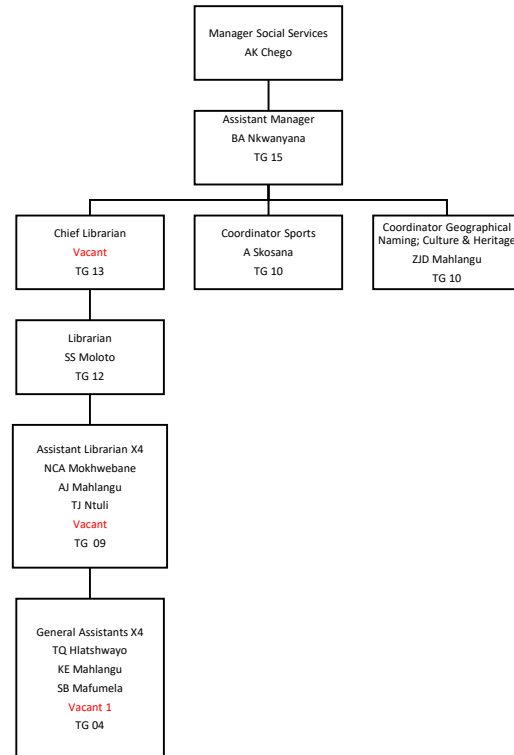 Manager Social Services
AK Chego
Assistant Manager
BA Nkwanyana
TG 15
Chief Librarian
Vacant
TG 13
Coordinator Sports
A Skosana
TG 10
Coordinator Geographical
Naming; Culture & Heritage
ZJD Mahlangu
TG 10
Librarian
SS Moloto
TG 12
Assistant Librarian X4
NCA Mokhwebane
AJ Mahlangu
TJ Ntuli
Vacant
TG 09
General Assistants X4
TQ Hlatshwayo
KE Mahlangu
SB Mafumela
Vacant 1
TG 04